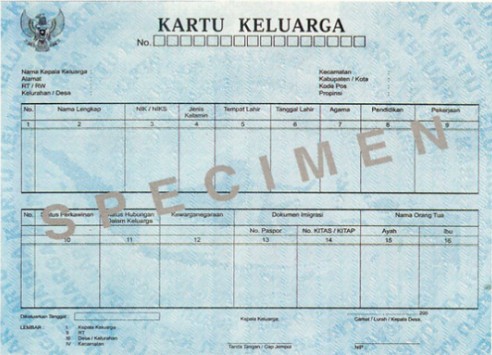 KARTU KELUARGA
No.
Nama Kepala Keluarga
Alamat
RT / RW
Kelurahan / Desa
Kecamatan
Kabupaten / Kota
Kode Pos
Propinsi
No. Nama Lengkap NIK / NIKS Jenis Kelamin Tempat Lahir Tanggal Lahir Agama Pendidikan Pekerjaan
1 2 3 4 5 6 7 8 9
SPECIMEN
No. Status Perkawinan Status Hubungan Dalam Keluarga Kewarganegaraan Dokumen Imigrasi Nama Orang Tua
No. Paspor No. KITAS / KITAP Ayah Ibu
10 11 12 13 14 15 16
Dikeluarkan Tanggal :
LEMBAR : I Kepala Keluarga
II RT
III Desa / Kelurahan
IV Kecamatan
Kepala Keluarga
Tanda Tangan / Cap Jempol
200
Camat / Lurah / Kepala Desa
NIP